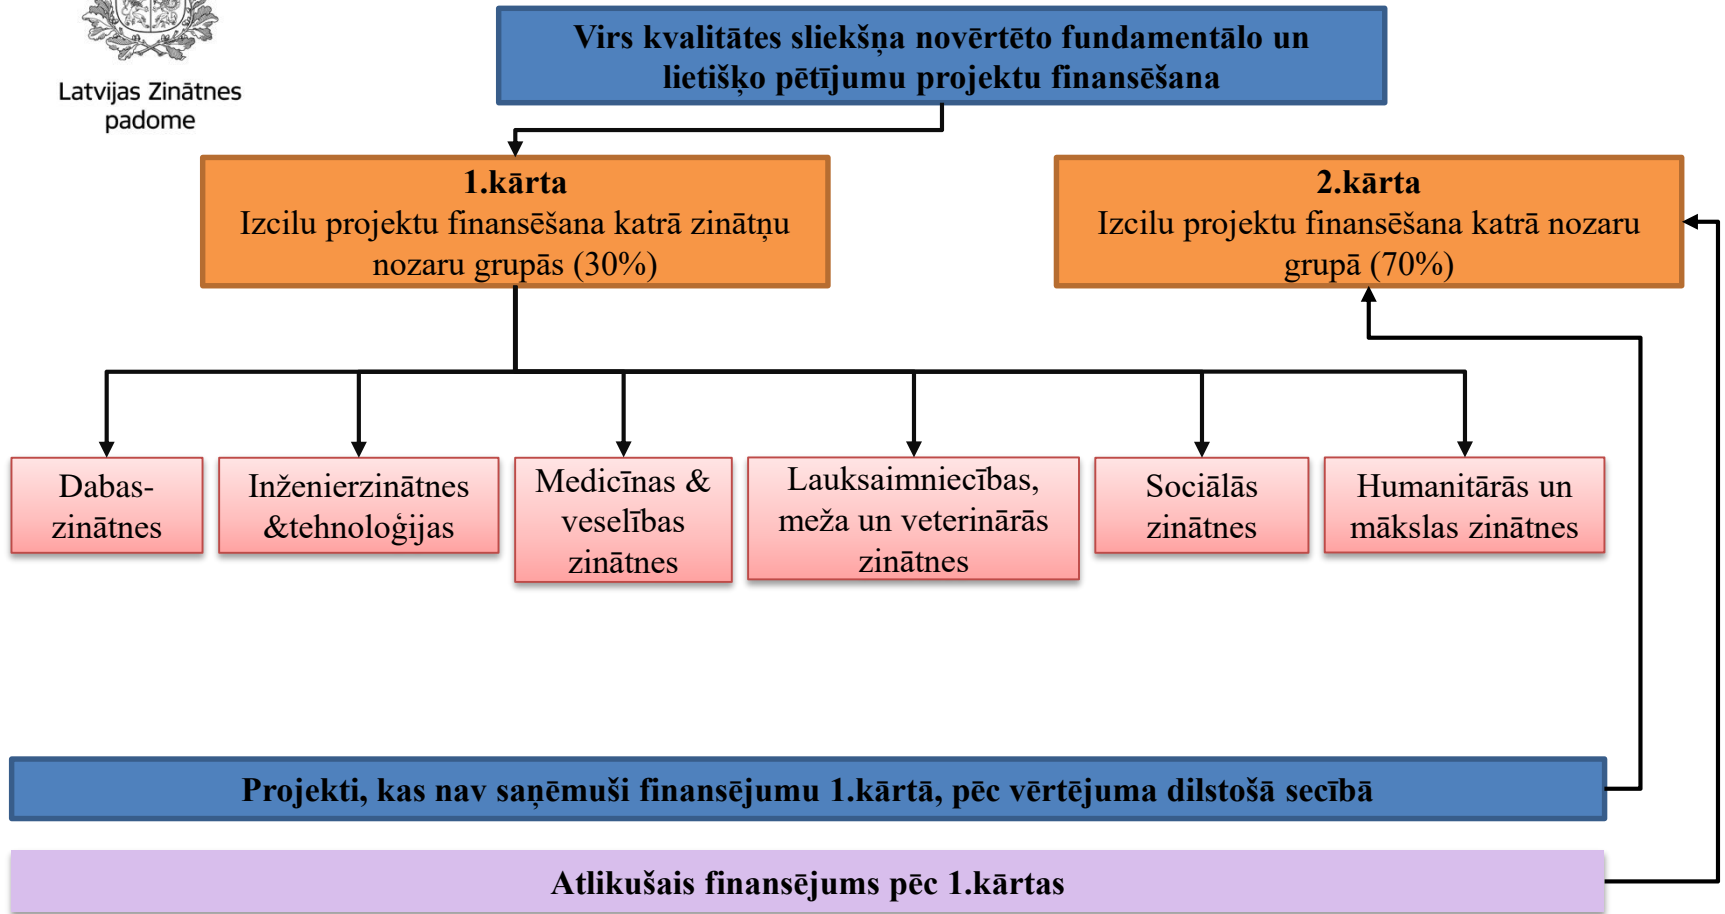 Latvijas Zinātnes
padome
Virs kvalitātes sliekšņa novērtēto fundamentālo un
lietišķo pētījumu projektu finansēšana
1.kārta
Izcilu projektu finansēšana katrā zinātņu
nozaru grupās (30%)
2.kārta
Izcilu projektu finansēšana katrā nozaru
grupā (70%)
Dabas-
zinātnes
Inženierzinātnes
&tehnoloģijas
Medicīnas &
veselības
zinātnes
Lauksaimniecības,
meža un veterinārās
zinātnes
Sociālās
zinātnes
Humanitārās un
mākslas zinātnes
Projekti, kas nav saņēmuši finansējumu 1.kārtā, pēc vērtējuma dilstošā secībā
Atlikušais finansējums pēc 1.kārtas